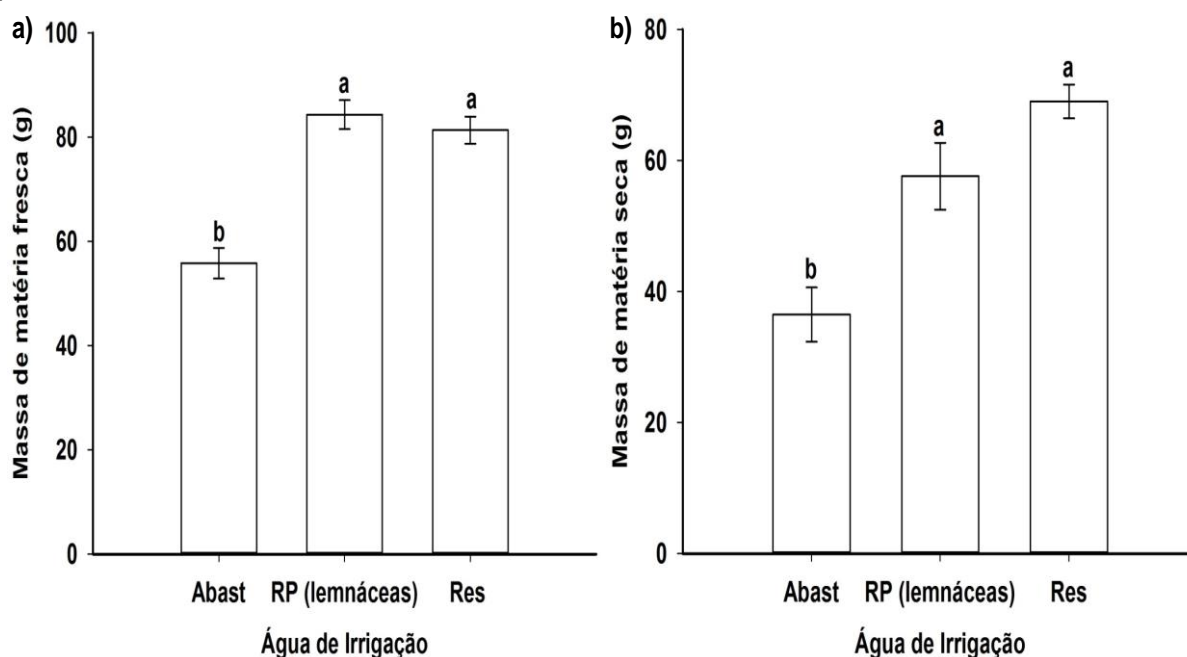 a)
Massa de matéria fresca (g)
100
80
60
40
20
0
b
a
a
Abast RP (lemnáceas) Res
Água de Irrigação
b)
Massa de matéria seca (g)
80
60
40
20
0
b
a
a
Abast RP (lemnáceas) Res
Água de Irrigação